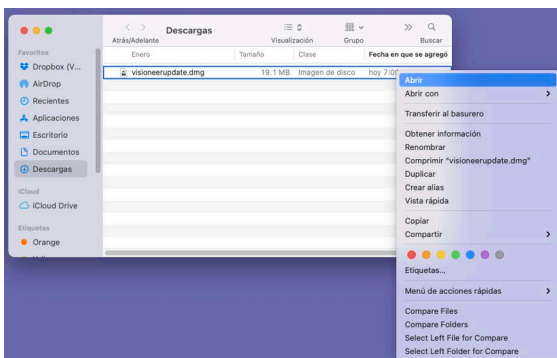 Descargas
Atrás/Adelante
Visualización
Grupo
Buscar
Enero
Tamaño
Clase
Fecha en que se agregó
visioneerupdate.dmg
19.1 MB
Imagen de disco
hoy 7:0
Favoritos
Dropbox (V...
AirDrop
Recientes
Aplicaciones
Escritorio
Documentos
Descargas
iCloud
iCloud Drive
Etiquetas
Orange
Abrir
Abrir con
Transferir al basurero
Obtener información
Renombrar
Comprimir "visioneerupdate.dmg"
Duplicar
Crear alias
Vista rápida
Copiar
Compartir
Etiquetas...
Menú de acciones rápidas
Compare Files
Compare Folders
Select Left File for Compare
Select Left Folder for Compare